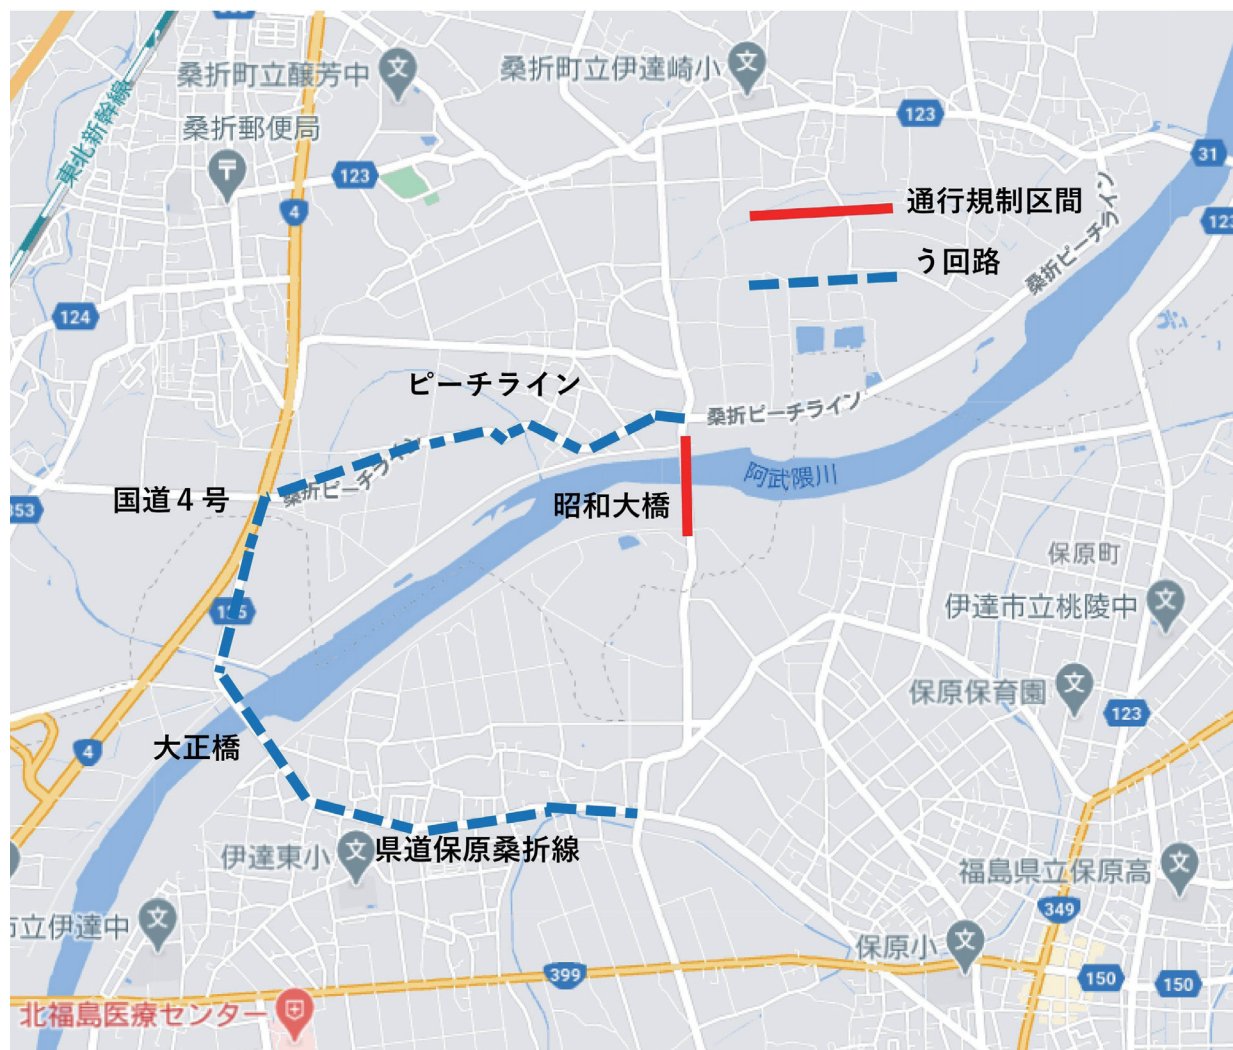 桑折町立醸芳中
桑折町立伊達崎小
東北新幹線
桑折郵便局
123
123
31
4
通行規制区間
123
う回路
桑折ピーチライン
124
ピーチライン
桑折ピーチライン
桑折ピーチライン
阿武隈川
国道4号
353
昭和大橋
保原町
伊達市立桃陵中
保原保育園
123
4
大正橋
県道保原桑折線
伊達東小
福島県立保原高
市立伊達中
349
保原小
399
150
150
北福島医療センター